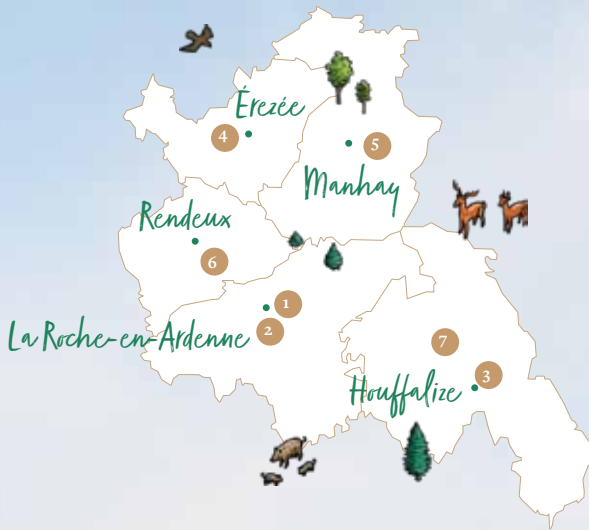 Érezée
4
5
Manhay
Rendeux
6
1
La Roche-en-Ardenne
2
7
3
Houffalize